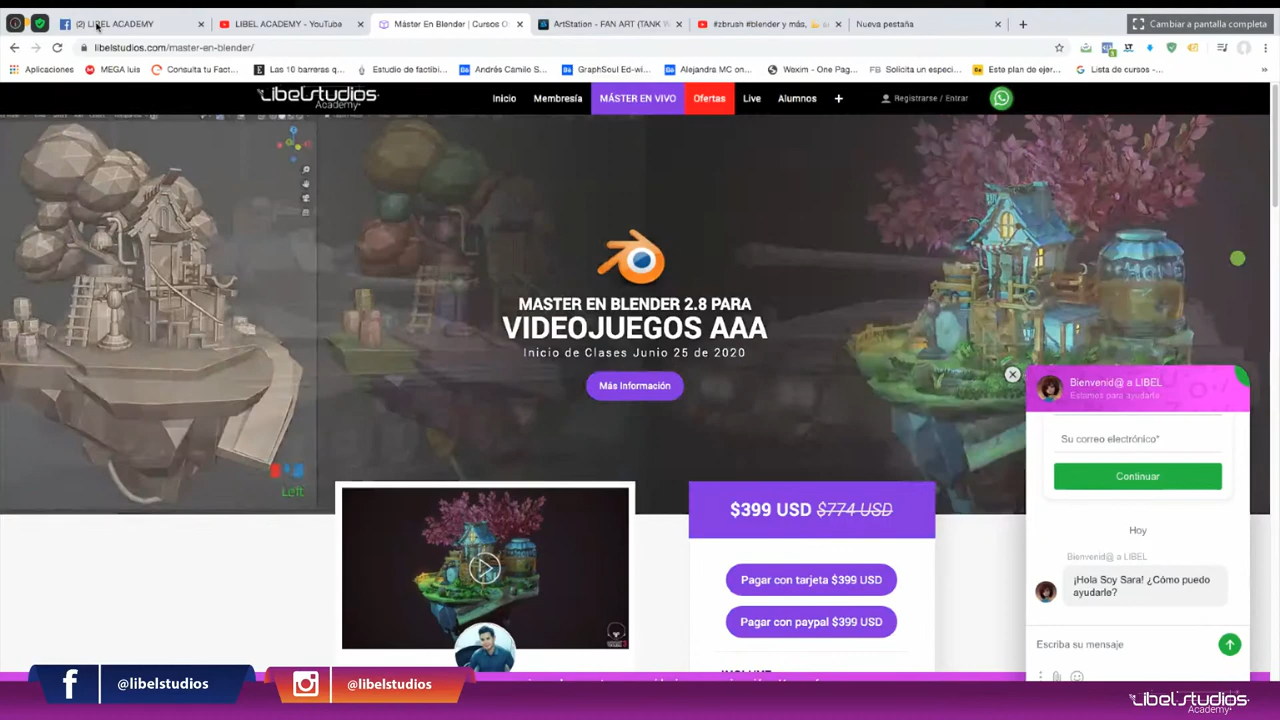 (2) LIBEL ACADEMY
LIBEL ACADEMY - YouTube
Máster En Blender | Cursos O
ArtStation - FAN ART (TANK W
#zbrush #blender y más,
Nueva pestaña
Cambiar a pantalla completa
libelstudios.com/master-en-blender/
Aplicaciones
MEGA luis
Consulta tu Fact...
Las 10 barreras q...
Estudio de factibi...
Andrés Camilo S...
GraphSoul Ed-wi...
Alejandra MC on...
Wexim - One Pag...
Solicita un especi...
Este plan de ejer...
Lista de cursos -...
Libel Studios
Academy
Inicio
Membresía
MÁSTER EN VIVO
Ofertas
Live
Alumnos
Registrarse / Entrar
MASTER EN BLENDER 2.8 PARA
VIDEOJUEGOS AAA
Inicio de Clases Junio 25 de 2020
Más Información
Left
Bienvenid@ a LIBEL
Estamos para ayudarte
Su correo electrónico*
Continuar
Hoy
Bienvenid@ a LIBEL
¡Hola Soy Sara! ¿Cómo puedo
ayudarle?
Escriba su mensaje
$399 USD $774 USD
Pagar con tarjeta $399 USD
Pagar con paypal $399 USD
@libelstudios
@libelstudios
Libel Studios
Academy